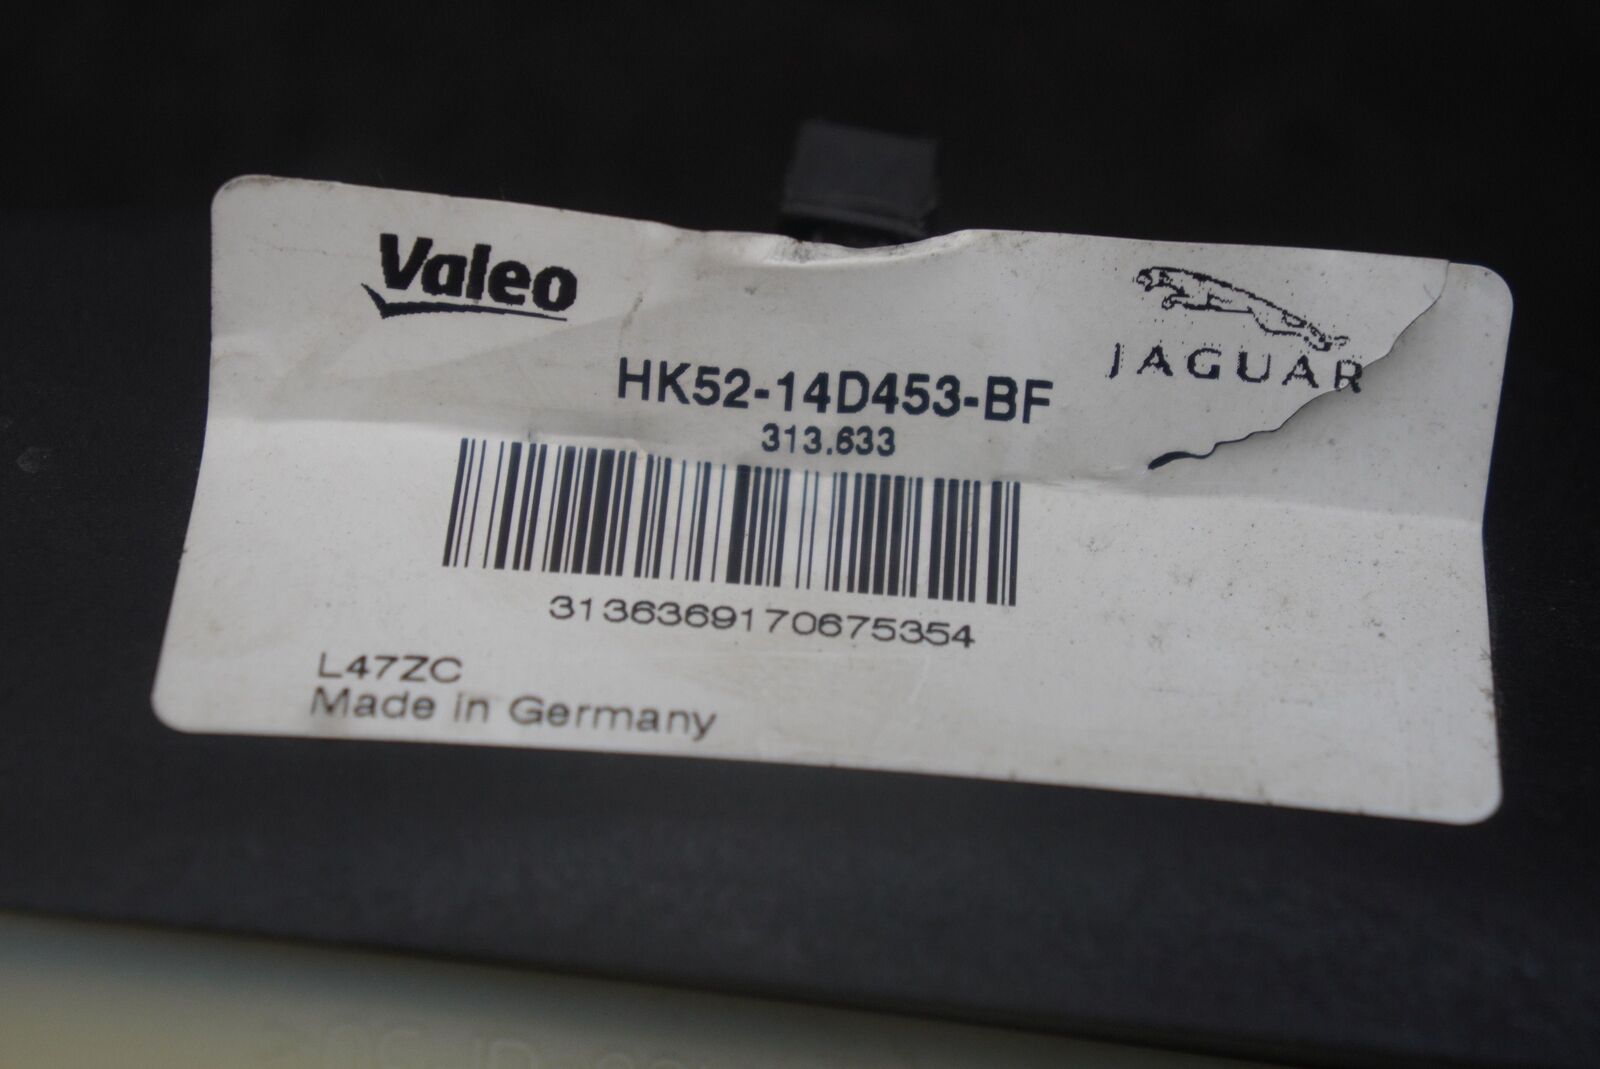 Valeo
JAGUAR
HK52-14D453-BF
313.633
3136369170675354
L47ZC
Made in Germany